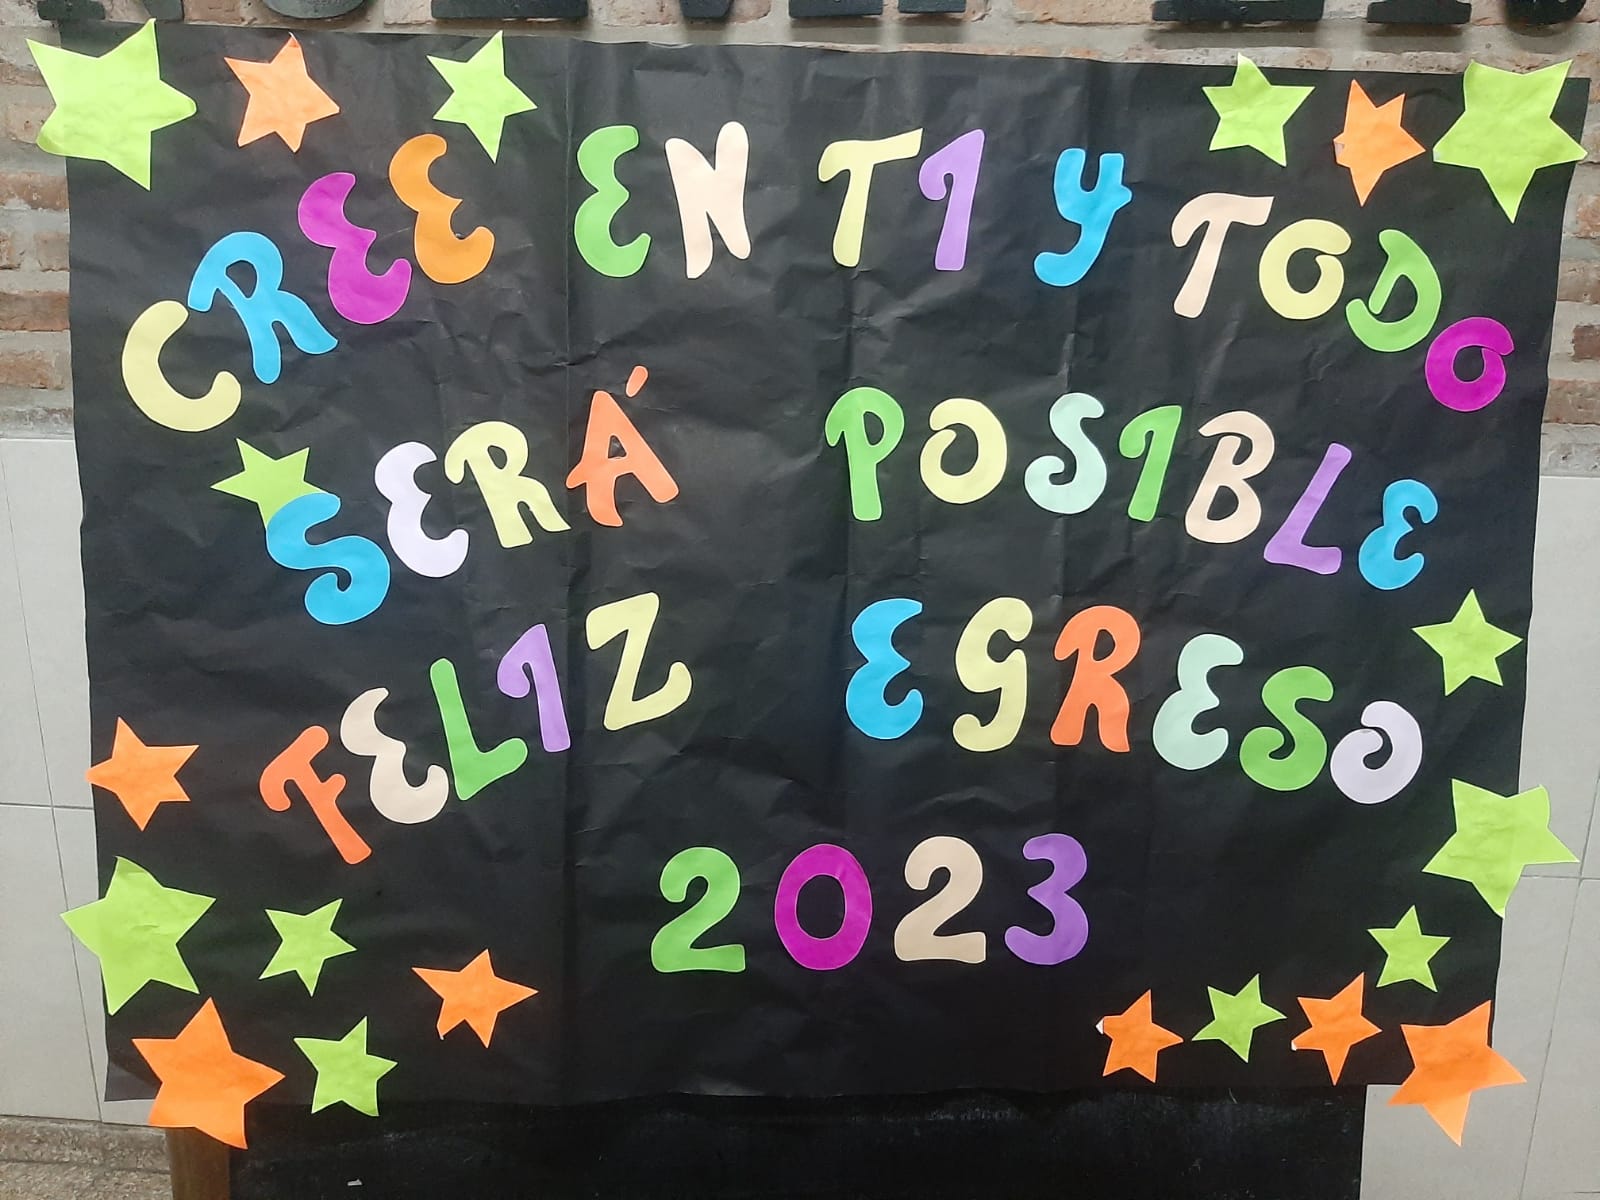 CREE EN TI Y TODO
SERÁ POSIBLE
FELIZ EGRESO
2023